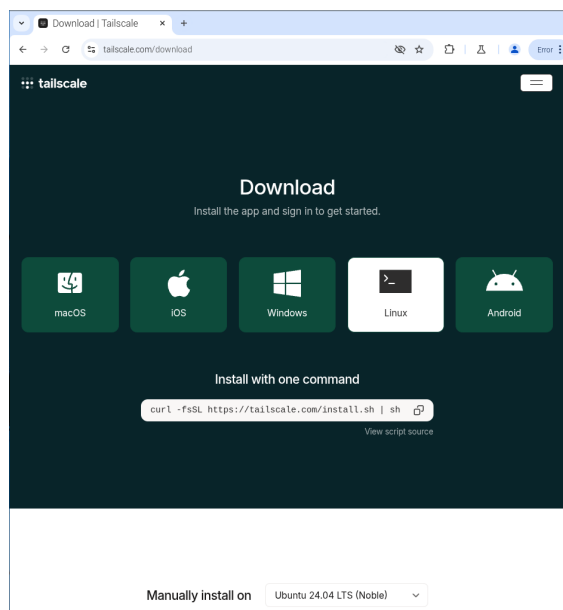 Download | Tailscale
tailscale.com/download
Error
tailscale
Download
Install the app and sign in to get started.
macOS
iOS
Windows
Linux
Android
Install with one command
curl -fsSL https://tailscale.com/install.sh | sh
View script source
Manually install on
Ubuntu 24.04 LTS (Noble)